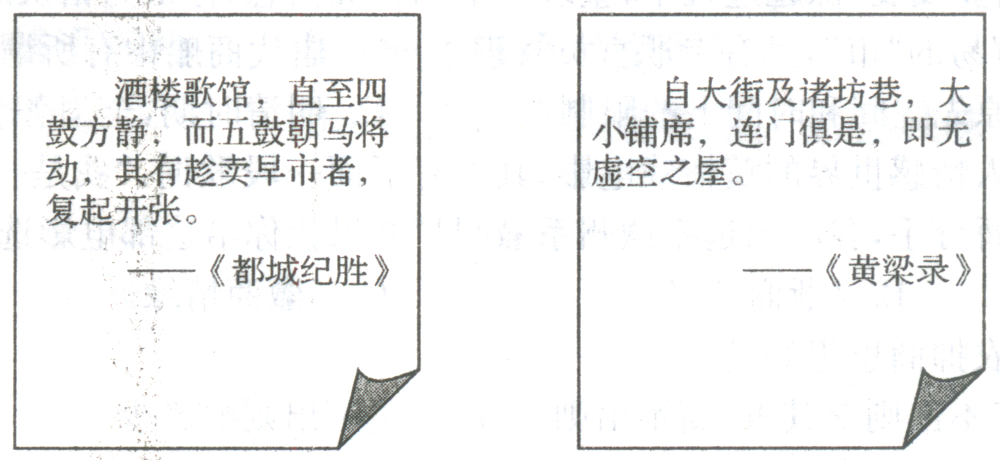 酒楼歌馆，直至四
鼓方静，而五鼓朝马将
动，其有趁卖早市者，
复起开张。
——《都城纪胜》
自大街及诸坊巷，大
小铺席，连门俱是，即无
虚空之屋。
——《黄梁录》